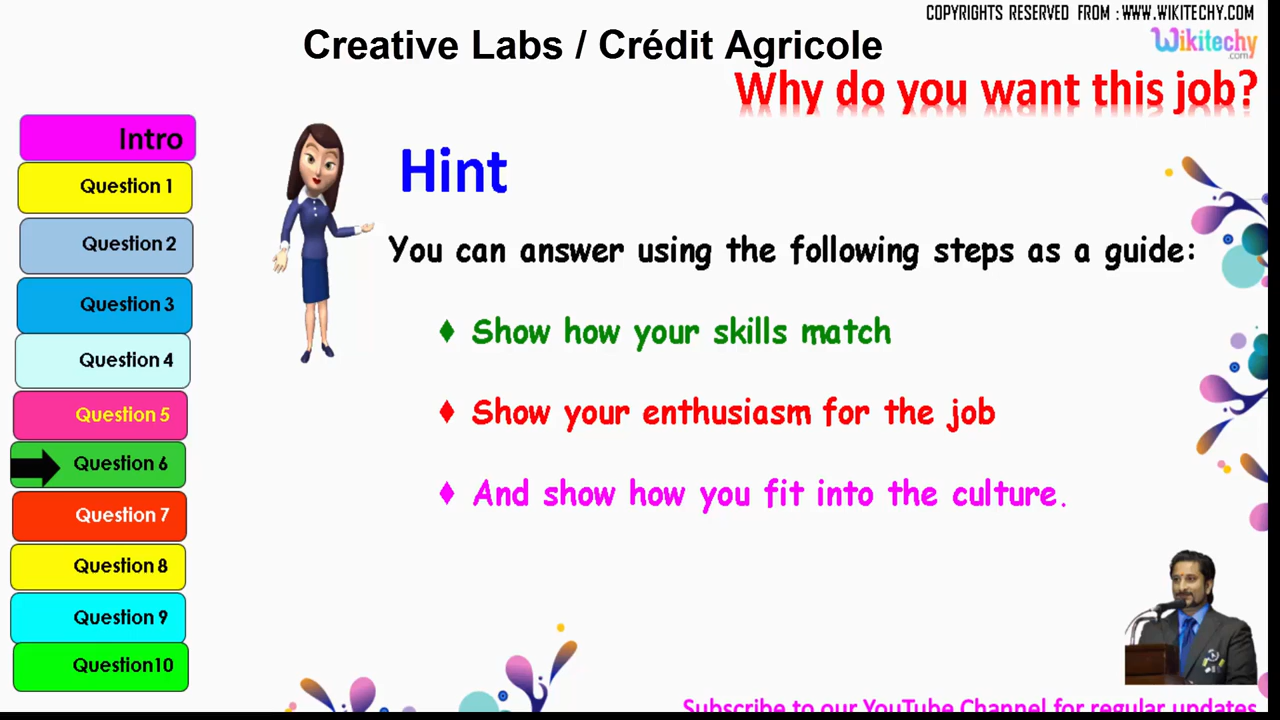 COPYRIGHTS RESERVED FROM : WWW.WIKITECHY.COM
Wikitechy
.com
Creative Labs / Crédit Agricole
Why do you want this job?
Intro
Question 1
Question 2
Question 3
Question 4
Question 5
Question 6
Question 7
Question 8
Question 9
Question10
Hint
You can answer using the following steps as a guide:
♦ Show how your skills match
♦ Show your enthusiasm for the job
♦ And show how you fit into the culture.
Subscribe to our YouTube Channel for regular updates